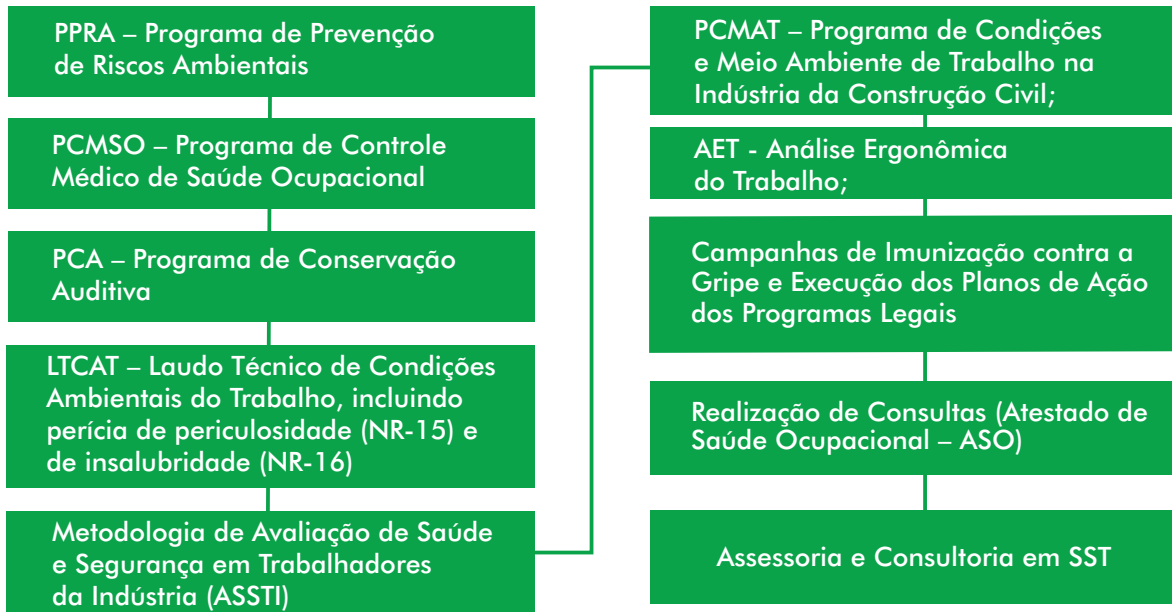 PPRA – Programa de Prevenção
de Riscos Ambientais
PCMSO – Programa de Controle
Médico de Saúde Ocupacional
PCA – Programa de Conservação
Auditiva
LTCAT – Laudo Técnico de Condições
Ambientais do Trabalho, incluindo
perícia de periculosidade (NR-15) e
de insalubridade (NR-16)
Metodologia de Avaliação de Saúde
e Segurança em Trabalhadores
da Indústria (ASSTI)
PCMAT – Programa de Condições
e Meio Ambiente de Trabalho na
Indústria da Construção Civil;
AET - Análise Ergonômica
do Trabalho;
Campanhas de Imunização contra a
Gripe e Execução dos Planos de Ação
dos Programas Legais
Realização de Consultas (Atestado de
Saúde Ocupacional – ASO)
Assessoria e Consultoria em SST